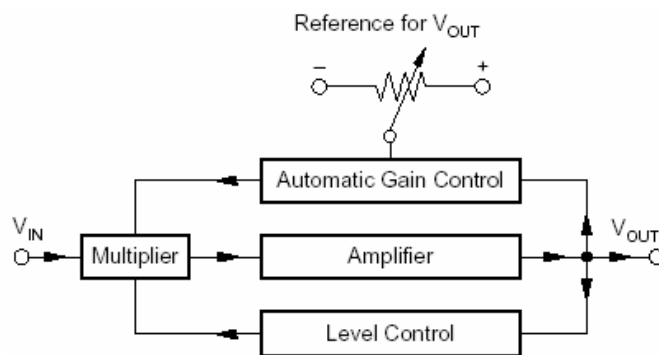 Reference for VOUT
– +
Automatic Gain Control
VIN
Multiplier
Amplifier
VOUT
Level Control